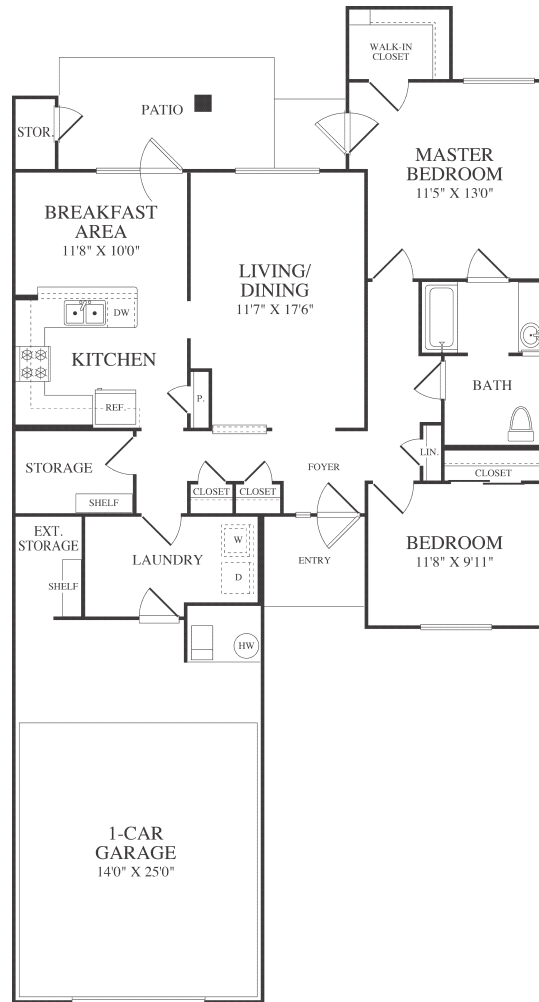 WALK-IN
CLOSET
PATIO
STOR.
MASTER
BEDROOM
11'5" X 13'0"
BREAKFAST
AREA
11'8" X 10'0"
LIVING/
DINING
11'7" X 17'6"
DW
KITCHEN
REF.
P.
BATH
LIN.
CLOSET
STORAGE
SHELF
CLOSET
CLOSET
FOYER
EXT.
STORAGE
SHELF
LAUNDRY
W
D
ENTRY
BEDROOM
11'8" X 9'11"
HW
1-CAR
GARAGE
14'0" X 25'0"